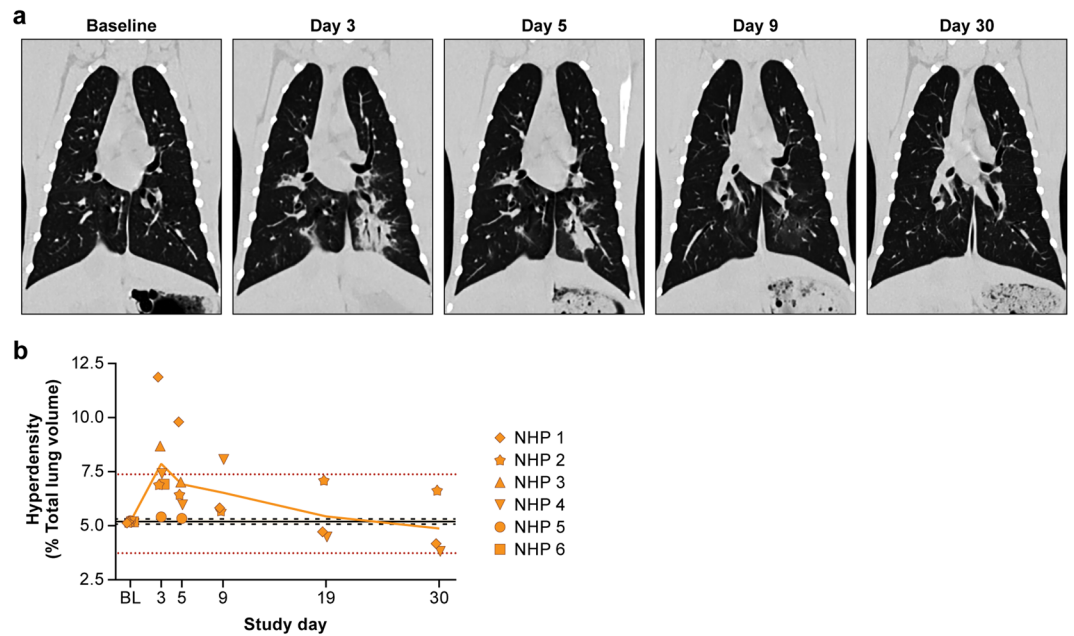 a
Baseline
Day 3
Day 5
Day 9
Day 30
b
Hyperdensity
(% Total lung volume)
12.5
10.0
7.5
5.0
2.5
BL 3 5 9 19 30
Study day
NHP 1
NHP 2
NHP 3
NHP 4
NHP 5
NHP 6